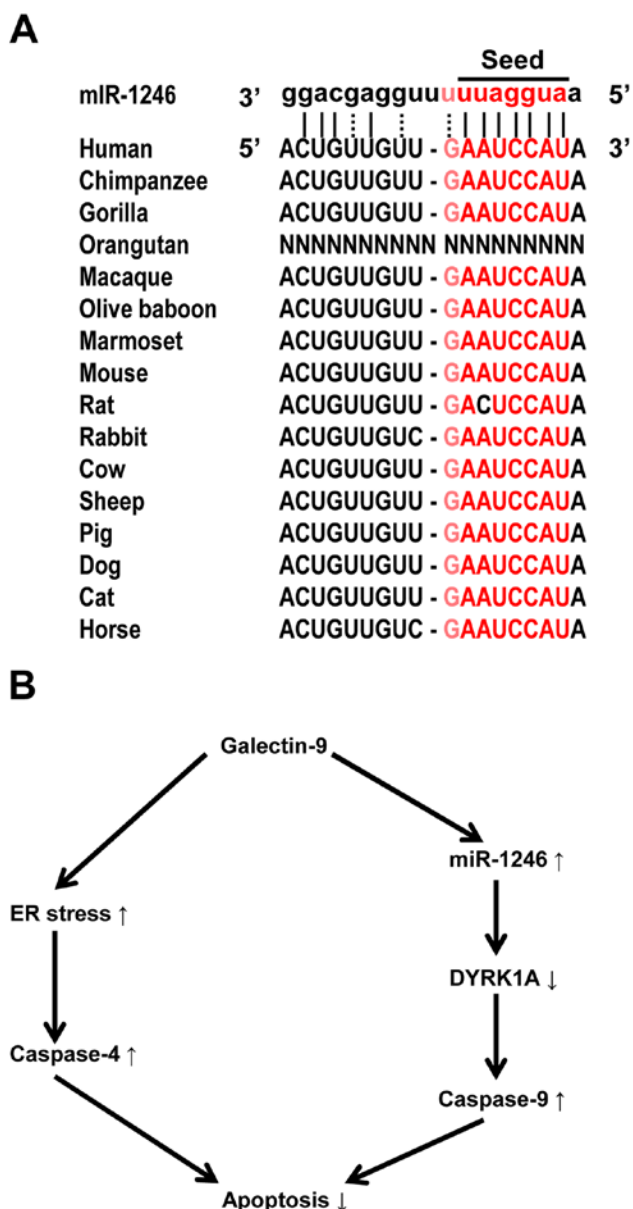 A
Seed
mIR-1246 3’ ggacgagguuuuuagguaa 5’
Human 5’ ACUGUUGUU - GAAUCCAUA 3’
Chimpanzee ACUGUUGUU - GAAUCCAUA
Gorilla ACUGUUGUU - GAAUCCAUA
Orangutan NNNNNNNNNN NNNNNNNNN
Macaque ACUGUUGUU - GAAUCCAUA
Olive baboon ACUGUUGUU - GAAUCCAUA
Marmoset ACUGUUGUU - GAAUCCAUA
Mouse ACUGUUGUU - GAAUCCAUA
Rat ACUGUUGUU - GACUCCAUA
Rabbit ACUGUUGUC - GAAUCCAUA
Cow ACUGUUGUU - GAAUCCAUA
Sheep ACUGUUGUU - GAAUCCAUA
Pig ACUGUUGUU - GAAUCCAUA
Dog ACUGUUGUU - GAAUCCAUA
Cat ACUGUUGUU - GAAUCCAUA
Horse ACUGUUGUC - GAAUCCAUA
B
Galectin-9
miR-1246 ↑
ER stress ↑
DYRK1A ↓
Caspase-4 ↑
Caspase-9 ↑
Apoptosis ↓